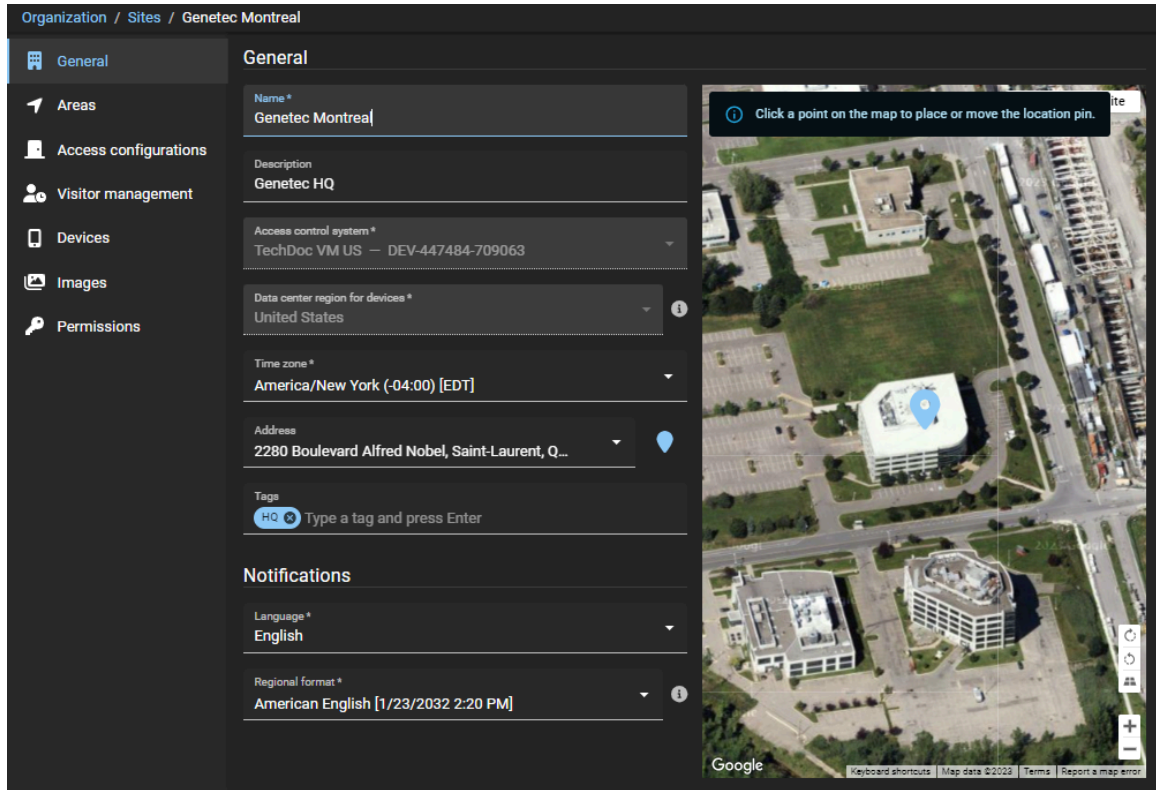 Organization / Sites / Genetec Montreal
General
Areas
Access configurations
Visitor management
Devices
Images
Permissions
General
Name *
Genetec Montreal
Description
Genetec HQ
Access control system *
TechDoc VM US — DEV-447484-709063
Data center region for devices *
United States
Time zone *
America/New York (-04:00) [EDT]
Address
2280 Boulevard Alfred Nobel, Saint-Laurent, Q...
Tags
HQ Type a tag and press Enter
Notifications
Language *
English
Regional format *
American English [1/23/2032 2:20 PM]
Click a point on the map to place or move the location pin.
ite
Google
Keyboard shortcuts Map data ©2023 Terms Report a map error